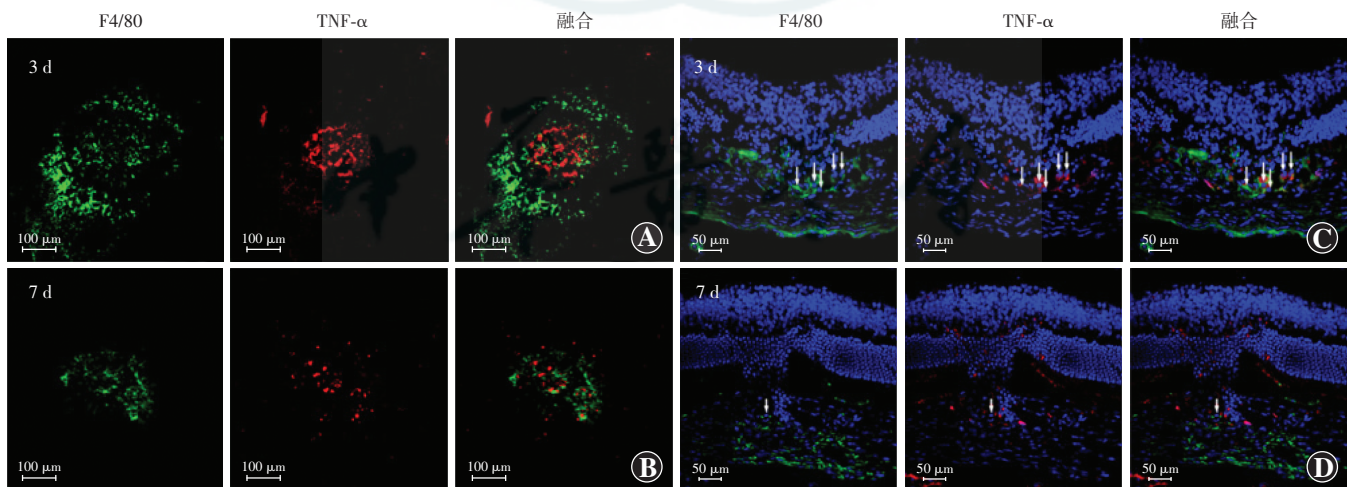 F4/80 TNF-α 融合 F4/80 TNF-α 融合
3 d 3 d
100 μm 100 μm 100 μm A 50 μm 50 μm 50 μm C
7 d 7 d
100 μm 100 μm 100 μm B 50 μm 50 μm 50 μm D